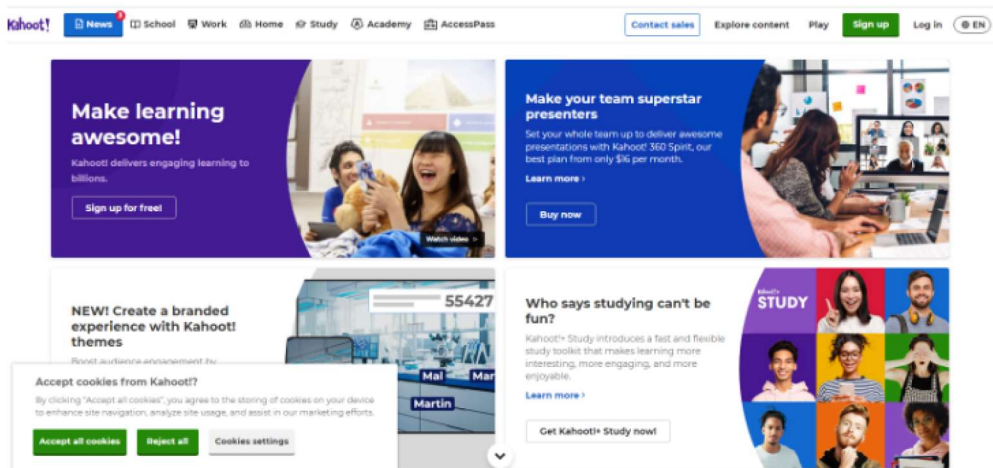 Kahoot!
News 3 School Work Home Study Academy AccessPass Contact sales Explore content Play Sign up Log in EN
Make learning
awesome!
Kahoot! delivers engaging learning to
billions.
Sign up for free!
Watch video >
Make your team superstar
presenters
Set your whole team up to deliver awesome
presentations with Kahoot! 360 Spirit, our
best plan from only $16 per month.
Learn more ›
Buy now
NEW! Create a branded
experience with Kahoot!
themes
Boost audience engagement by
55427
Mal Mar
Martin
Who says studying can't be
fun?
Kahoot!+ Study introduces a fast and flexible
study toolkit that makes learning more
interesting, more engaging, and more
enjoyable.
Learn more ›
Get Kahoot!+ Study now!
Kahoot!+
STUDY
Accept cookies from Kahoot!?
By clicking “Accept all cookies”, you agree to the storing of cookies on your device
to enhance site navigation, analyze site usage, and assist in our marketing efforts.
Accept all cookies Reject all Cookies settings